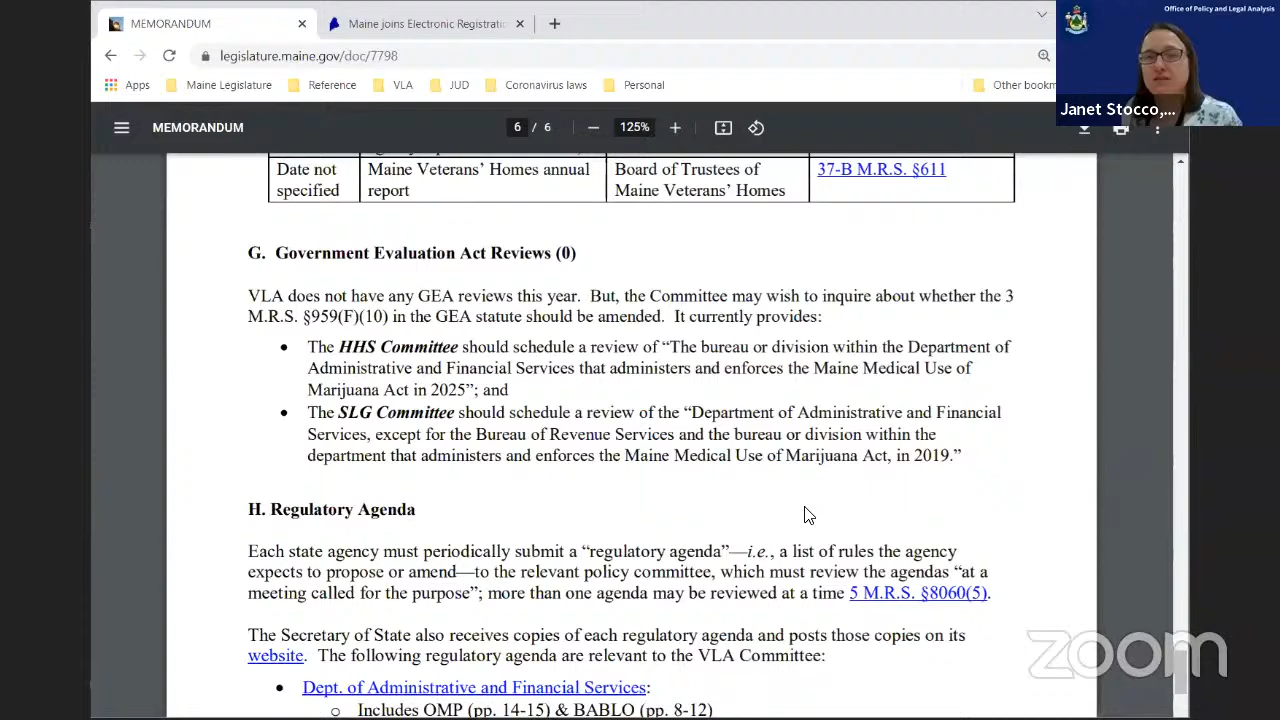 MEMORANDUM
Maine joins Electronic Registratio
legislature.maine.gov/doc/7798
Apps Maine Legislature Reference VLA JUD Coronavirus laws Personal Other bookm
Office of Policy and Legal Analysis
Janet Stocco,...
MEMORANDUM 6 / 6 125%
Date not specified
Maine Veterans' Homes annual report
Board of Trustees of Maine Veterans' Homes
37-B M.R.S. §611
G. Government Evaluation Act Reviews (0)
VLA does not have any GEA reviews this year. But, the Committee may wish to inquire about whether the 3
M.R.S. §959(F)(10) in the GEA statute should be amended. It currently provides:
• The HHS Committee should schedule a review of “The bureau or division within the Department of
Administrative and Financial Services that administers and enforces the Maine Medical Use of
Marijuana Act in 2025”; and
• The SLG Committee should schedule a review of the “Department of Administrative and Financial
Services, except for the Bureau of Revenue Services and the bureau or division within the
department that administers and enforces the Maine Medical Use of Marijuana Act, in 2019.”
H. Regulatory Agenda
Each state agency must periodically submit a “regulatory agenda”—i.e., a list of rules the agency
expects to propose or amend—to the relevant policy committee, which must review the agendas “at a
meeting called for the purpose”; more than one agenda may be reviewed at a time 5 M.R.S. §8060(5).
The Secretary of State also receives copies of each regulatory agenda and posts those copies on its
website. The following regulatory agenda are relevant to the VLA Committee:
• Dept. of Administrative and Financial Services:
o Includes OMP (pp. 14-15) & BABLO (pp. 8-12)
zoom